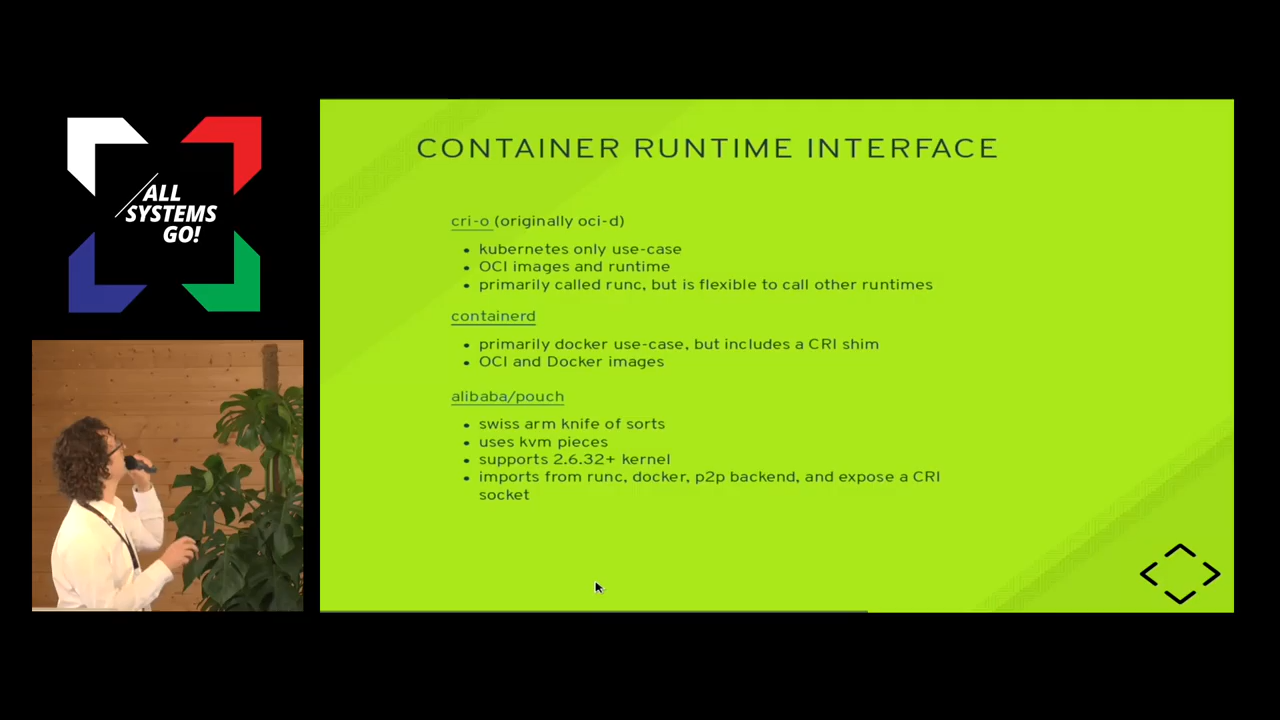 ALL
SYSTEMS
GO!
CONTAINER RUNTIME INTERFACE
cri-o (originally oci-d)
• kubernetes only use-case
• OCI images and runtime
• primarily called runc, but is flexible to call other runtimes
containerd
• primarily docker use-case, but includes a CRI shim
• OCI and Docker images
alibaba/pouch
• swiss arm knife of sorts
• uses kvm pieces
• supports 2.6.32+ kernel
• imports from runc, docker, p2p backend, and expose a CRI
socket